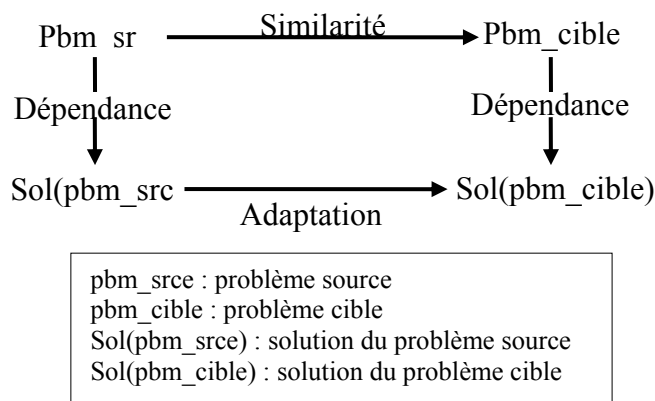 Pbm sr
Similarité
Pbm_cible
Dépendance
Dépendance
Sol(pbm_src
Sol(pbm_cible)
Adaptation
pbm_srce : problème source
pbm_cible : problème cible
Sol(pbm_srce) : solution du problème source
Sol(pbm_cible) : solution du problème cible